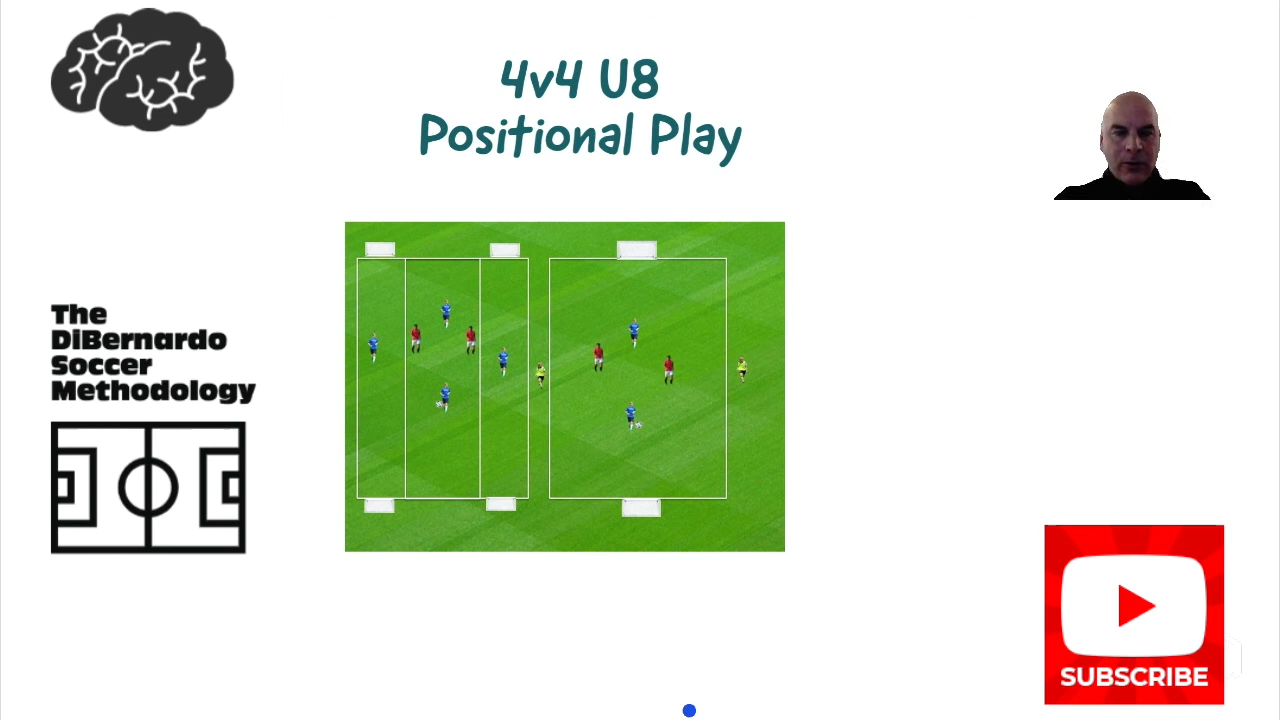 4v4 U8
Positional Play
The
DiBernardo
Soccer
Methodology
SUBSCRIBE